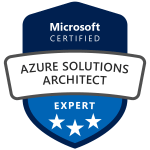 Microsoft
CERTIFIED
AZURE SOLUTIONS
ARCHITECT
EXPERT